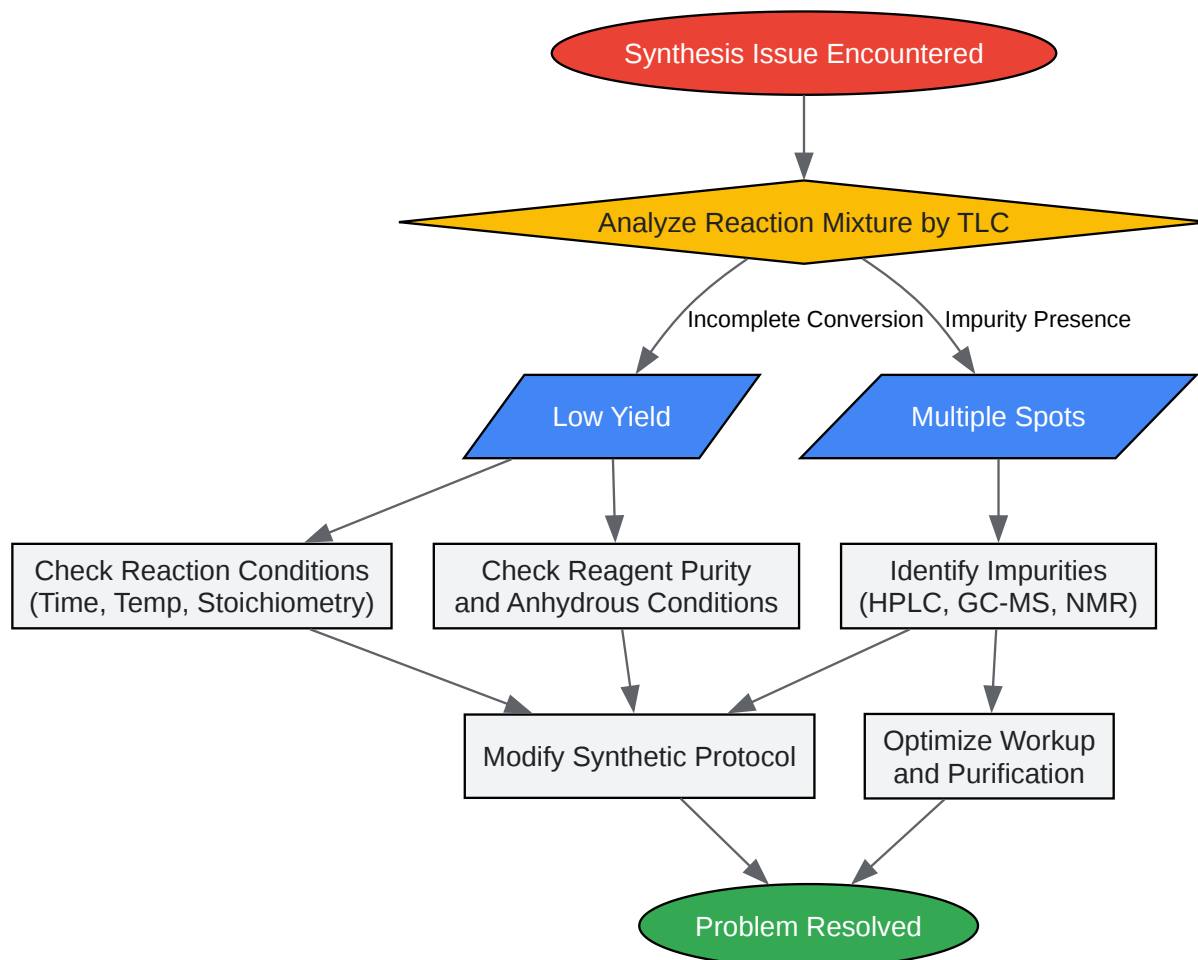 Synthesis Issue Encountered
Analyze Reaction Mixture by TLC
Incomplete Conversion
Impurity Presence
Low Yield
Multiple Spots
Check Reaction Conditions
(Time, Temp, Stoichiometry)
Check Reagent Purity
and Anhydrous Conditions
Identify Impurities
(HPLC, GC-MS, NMR)
Modify Synthetic Protocol
Optimize Workup
and Purification
Problem Resolved